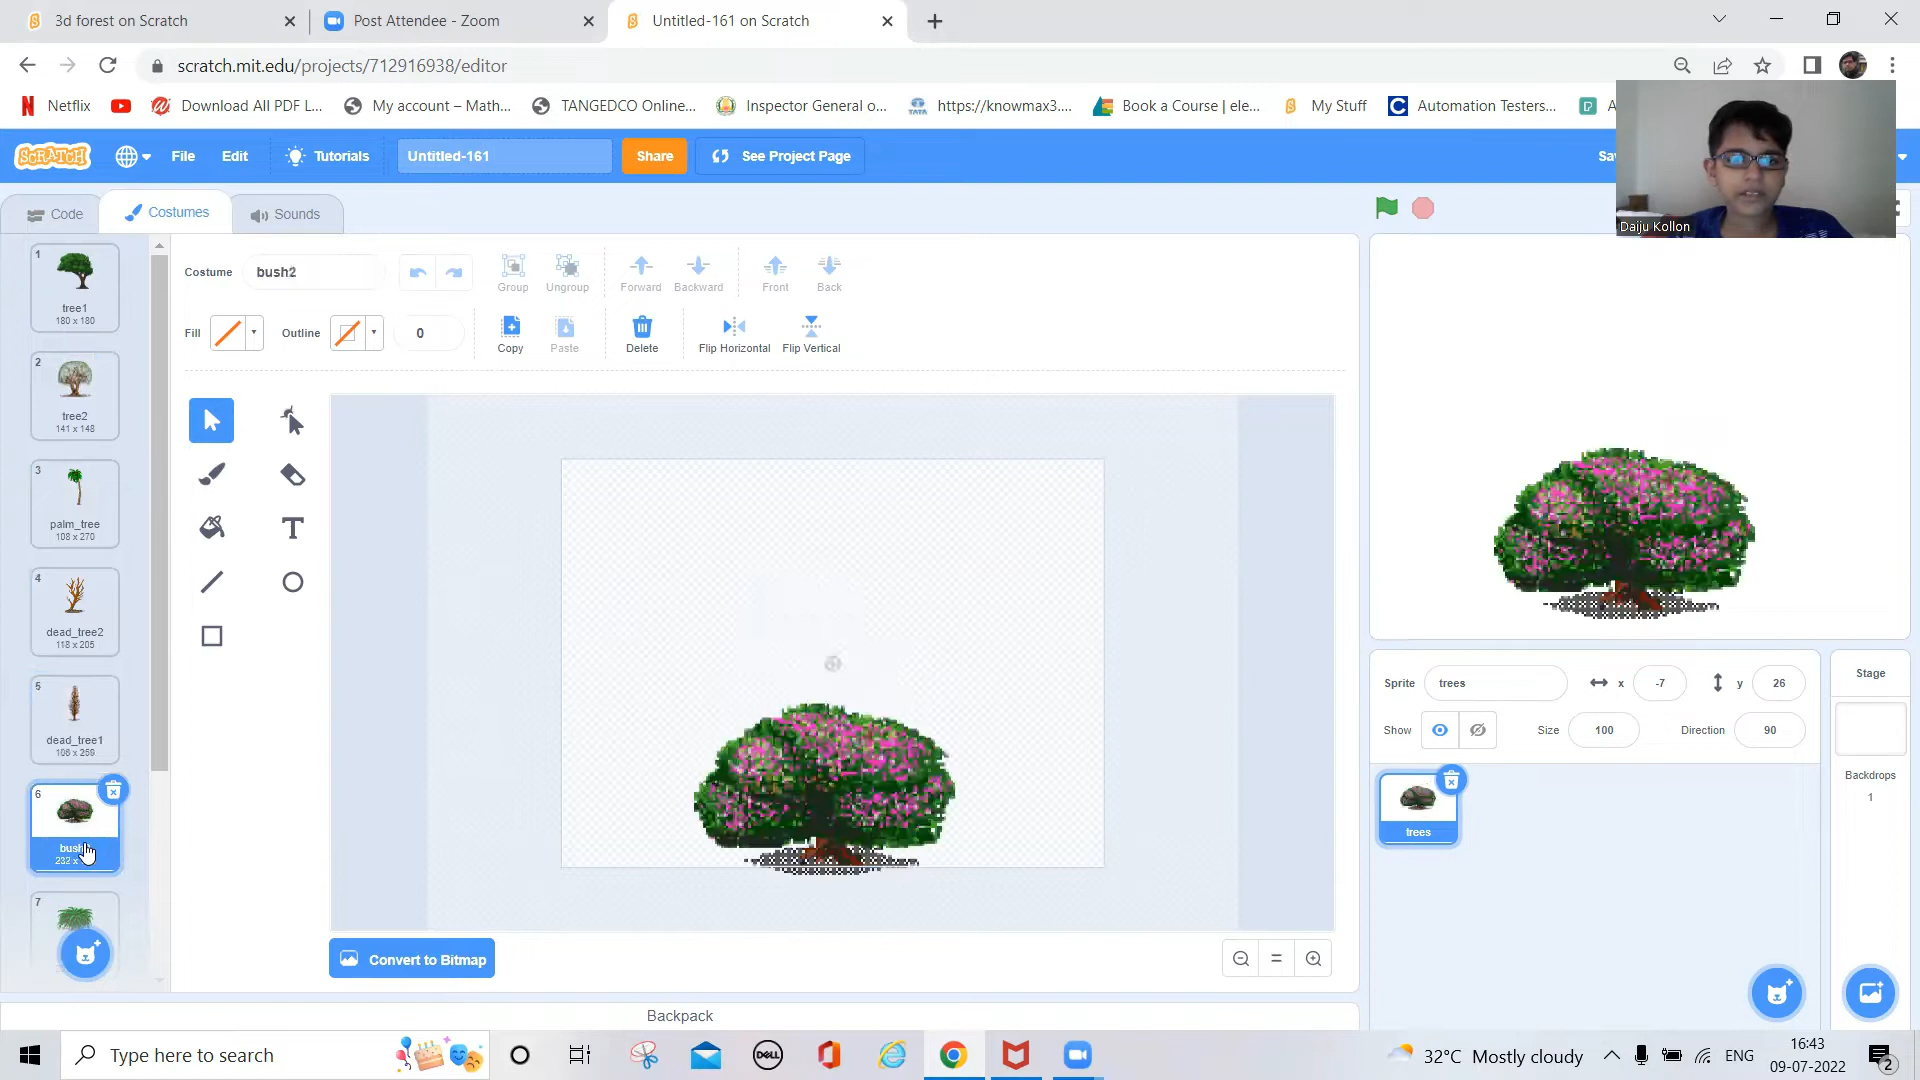 3d forest on Scratch
Post Attendee - Zoom
Untitled-161 on Scratch
scratch.mit.edu/projects/712916938/editor
Netflix
Download All PDF L...
My account – Math...
TANGEDCO Online...
Inspector General o...
https://knowmax3....
Book a Course | ele...
My Stuff
Automation Testers...
SCRATCH
File
Edit
Tutorials
Untitled-161
Share
See Project Page
Daiju Kollon
Code
Costumes
Sounds
1
tree1
180 x 180
2
tree2
141 x 148
3
palm_tree
108 x 270
4
dead_tree2
118 x 205
5
dead_tree1
106 x 259
6
7
Costume
bush2
Group
Ungroup
Forward
Backward
Front
Back
Fill
Outline
0
Copy
Paste
Delete
Flip Horizontal
Flip Vertical
T
Convert to Bitmap
Backpack
Sprite
trees
x
-7
y
26
Show
Size
100
Direction
90
trees
Stage
Backdrops
1
Type here to search
DELL
32°C Mostly cloudy
ENG
16:43
09-07-2022
2